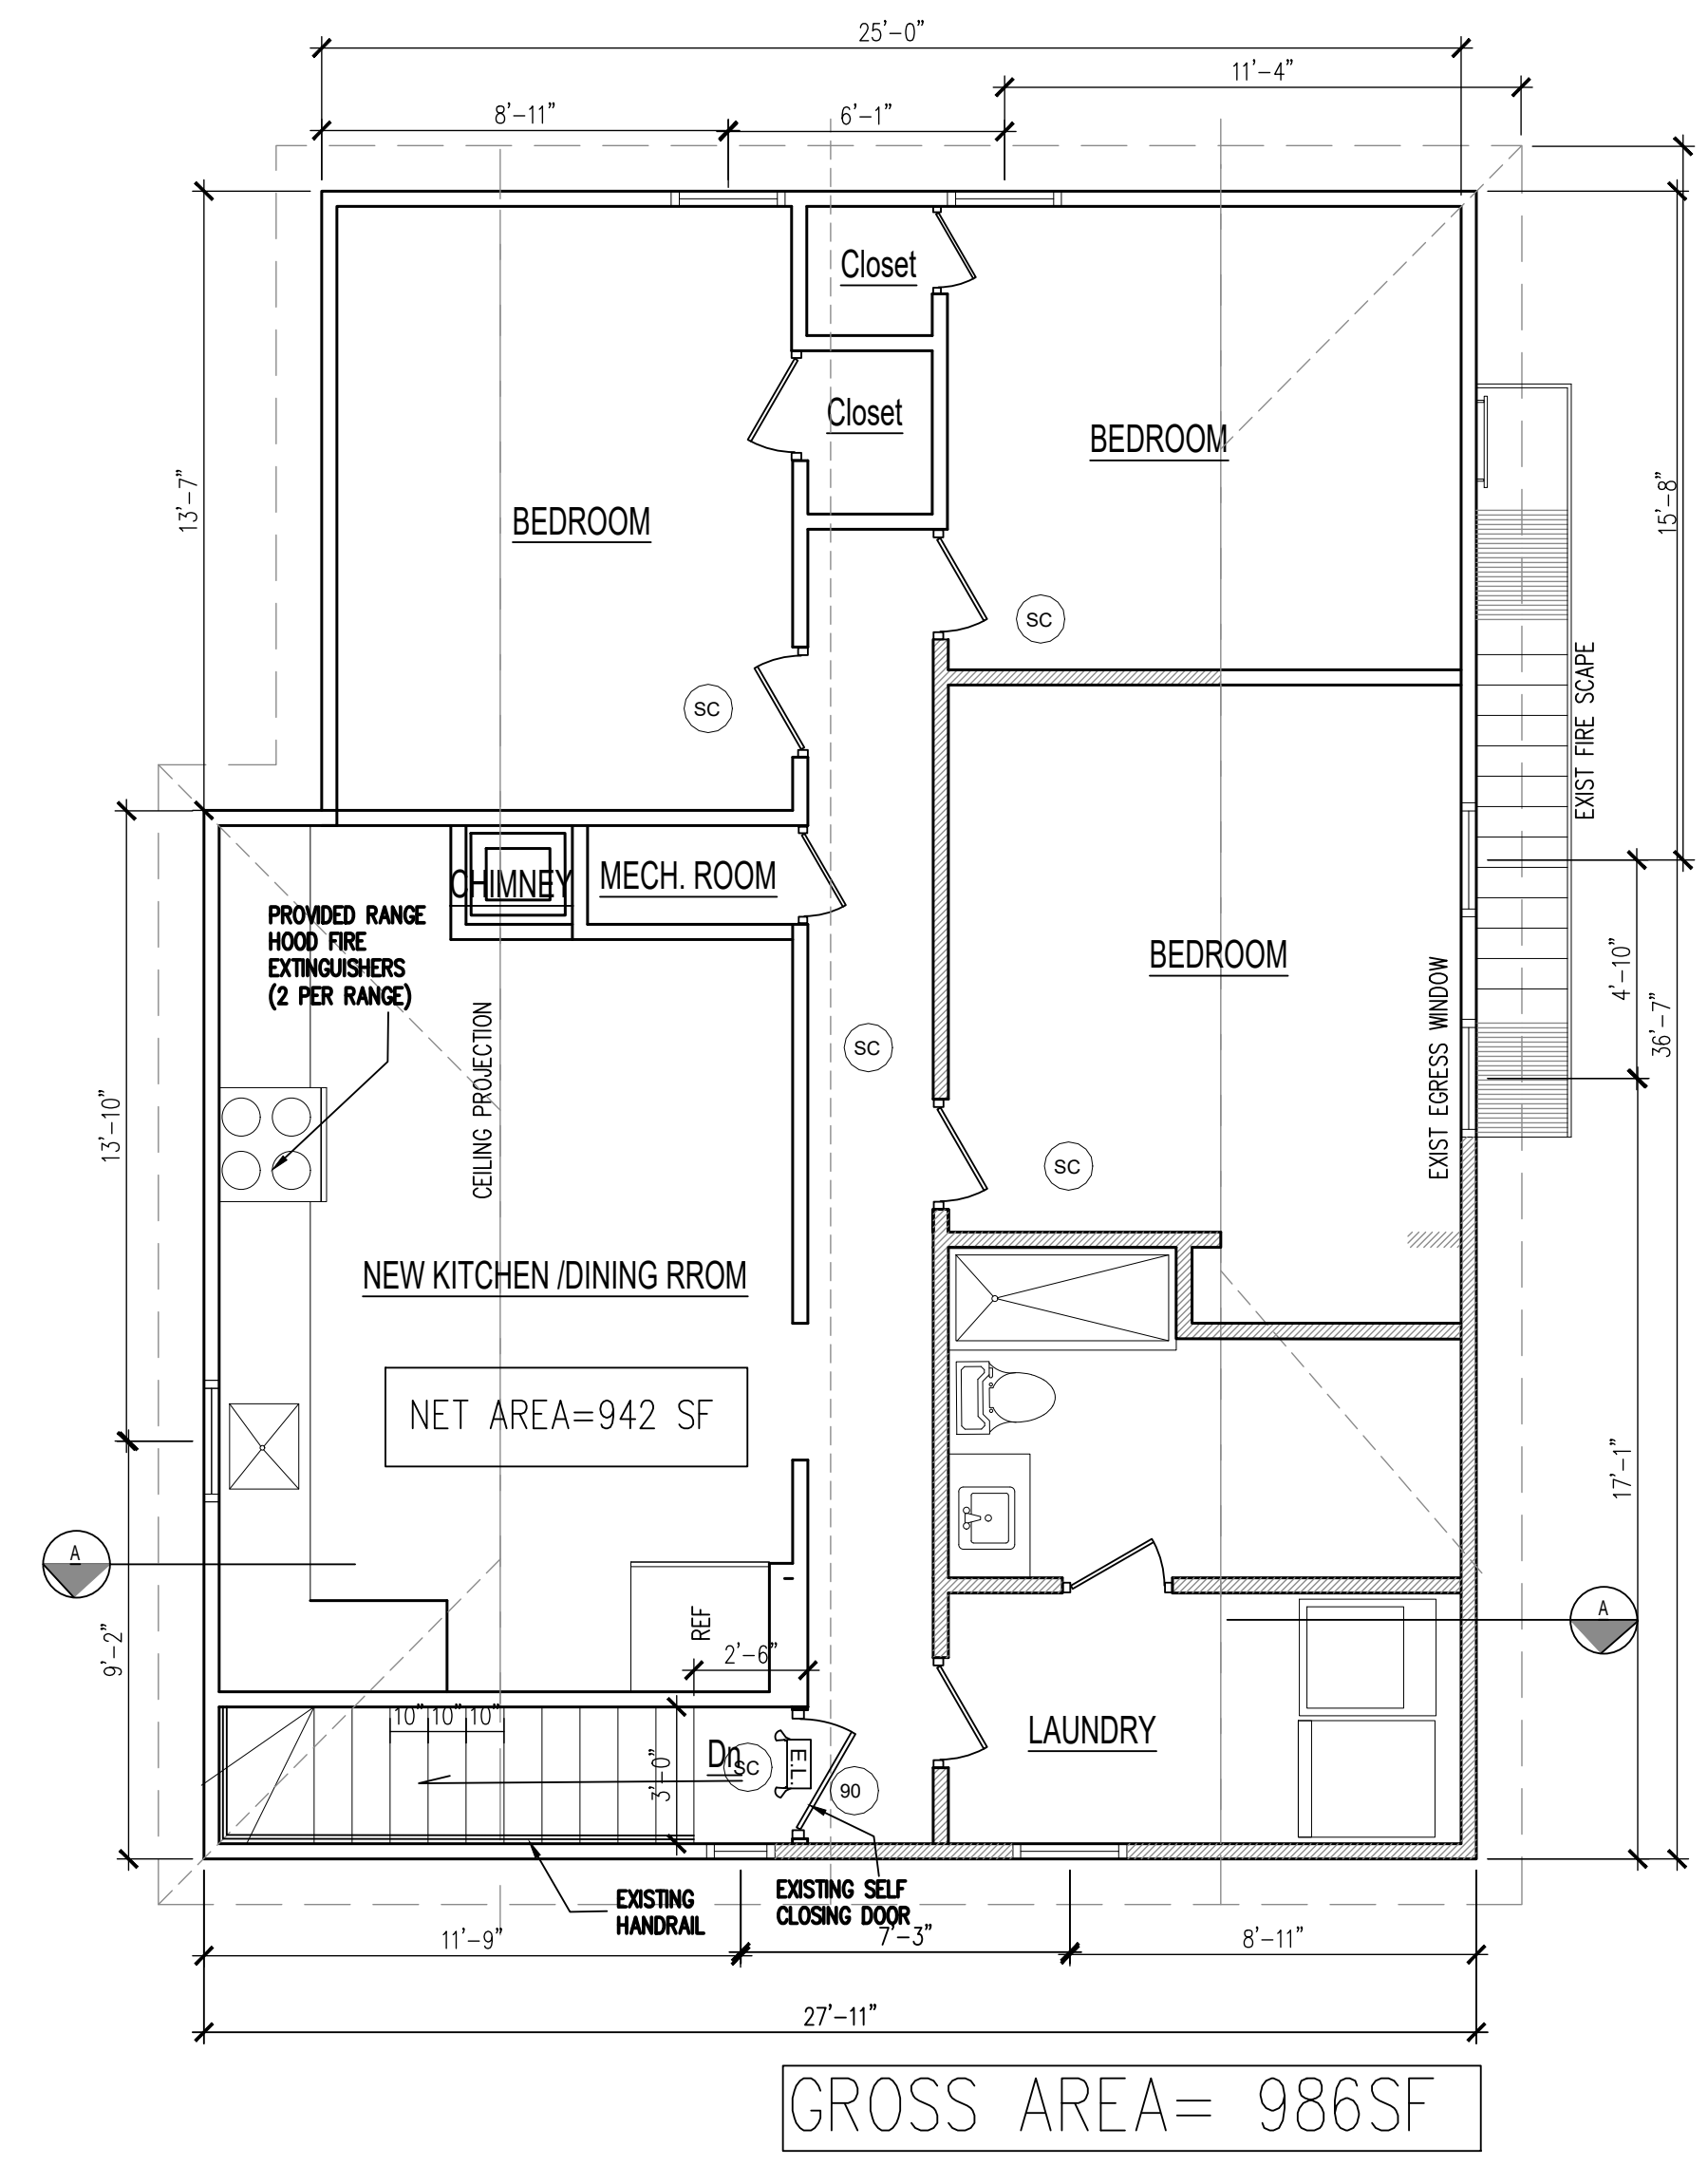 25'-0"
11'-4"
8'-11"
6'-1"
Closet
Closet
BEDROOM
BEDROOM
13'-7"
15'-8"
SC
SC
EXIST FIRE SCAPE
CHIMNEY
MECH. ROOM
PROVIDED RANGE
HOOD FIRE
EXTINGUISHERS
(2 PER RANGE)
CEILING PROJECTION
BEDROOM
EXIST EGRESS WINDOW
4'-10"
36'-7"
SC
SC
13'-10"
NEW KITCHEN /DINING RROM
NET AREA=942 SF
17'-1"
A
A
9'-2"
REF
2'-6"
10" 10" 10"
3'-0"
Dn
SC
E.L.
90
LAUNDRY
EXISTING
HANDRAIL
EXISTING SELF
CLOSING DOOR
11'-9"
7'-3"
8'-11"
27'-11"
GROSS AREA= 986SF